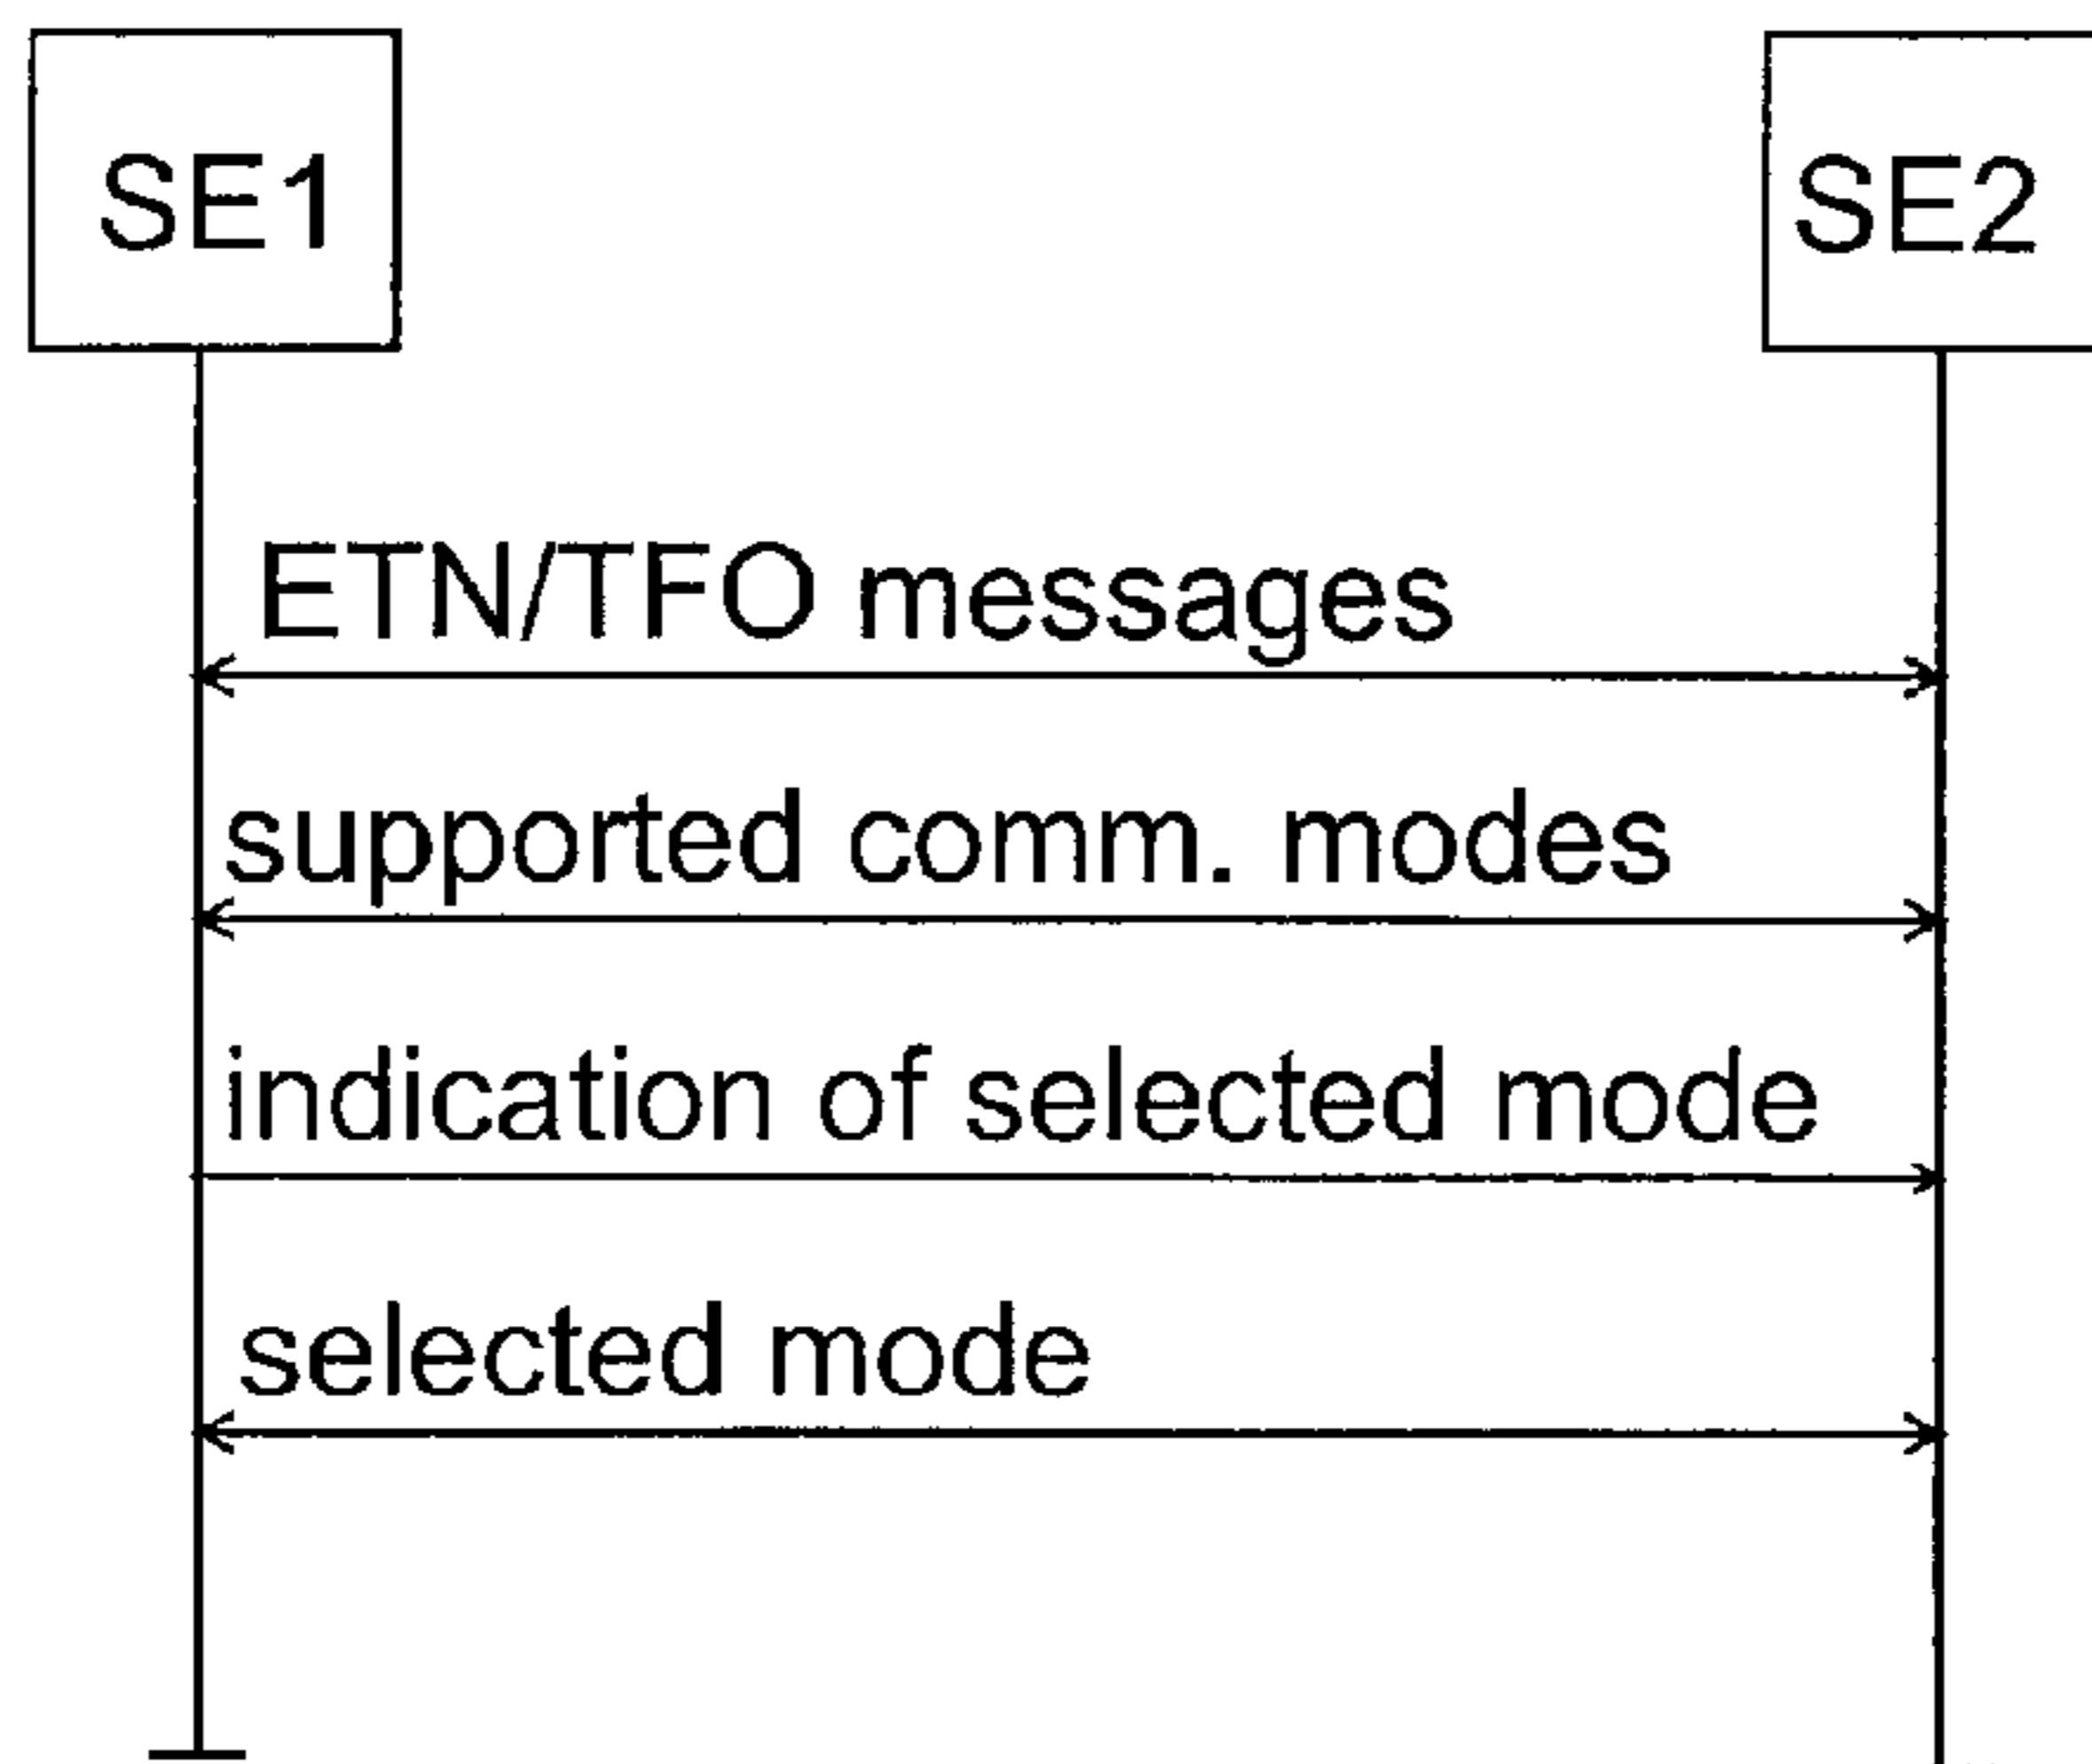 SE1
SE2
ETN/TFO messages
supported comm. modes
indication of selected mode
selected mode